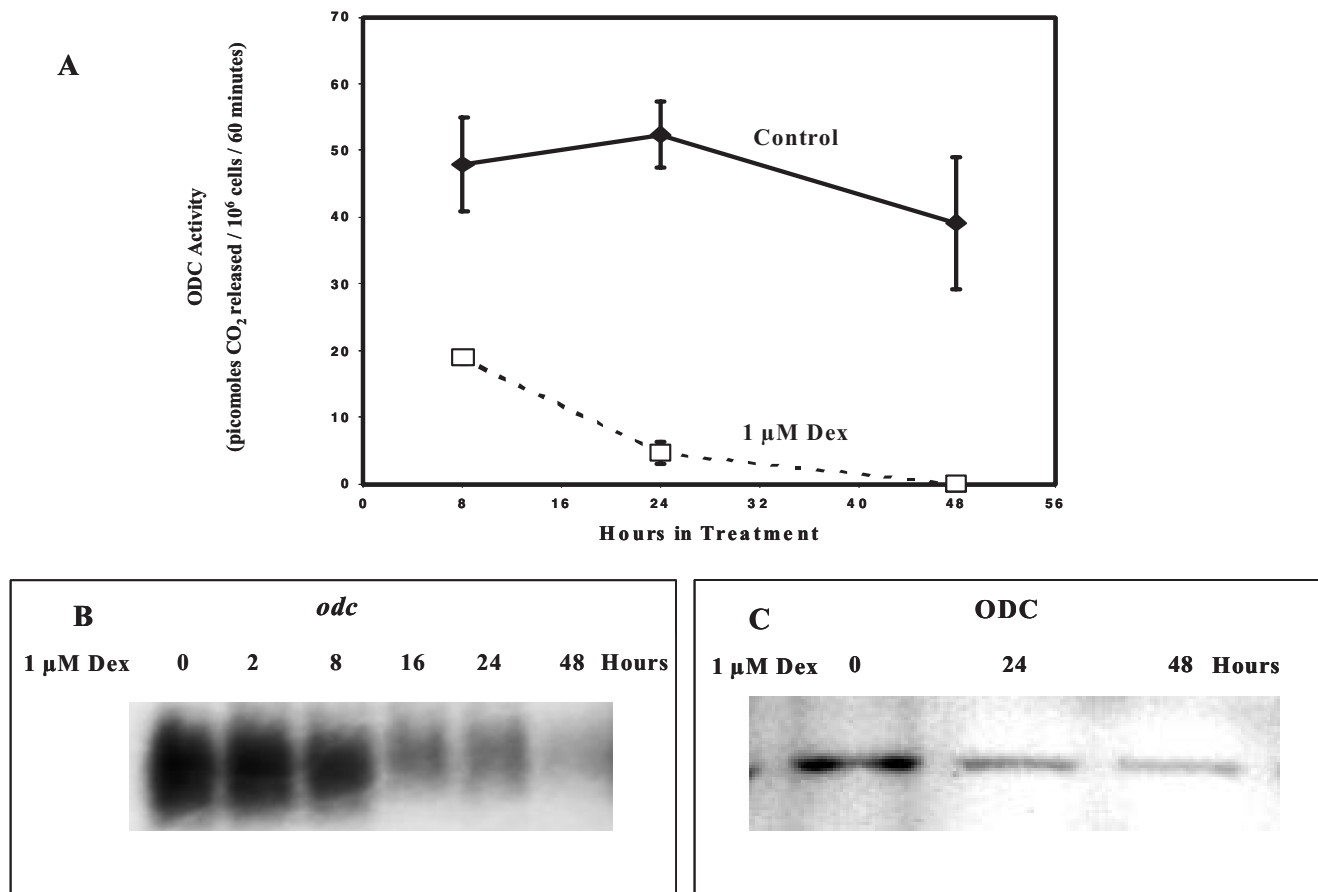 A
ODC Activity
(picomoles CO₂ released / 10⁶ cells / 60 minutes)
70
60
50
40
30
20
10
0
Control
1 µM Dex
0 8 16 24 32 40 48 56
Hours in Treatment
B
odc
1 µM Dex 0 2 8 16 24 48 Hours
C
ODC
1 µM Dex 0 24 48 Hours